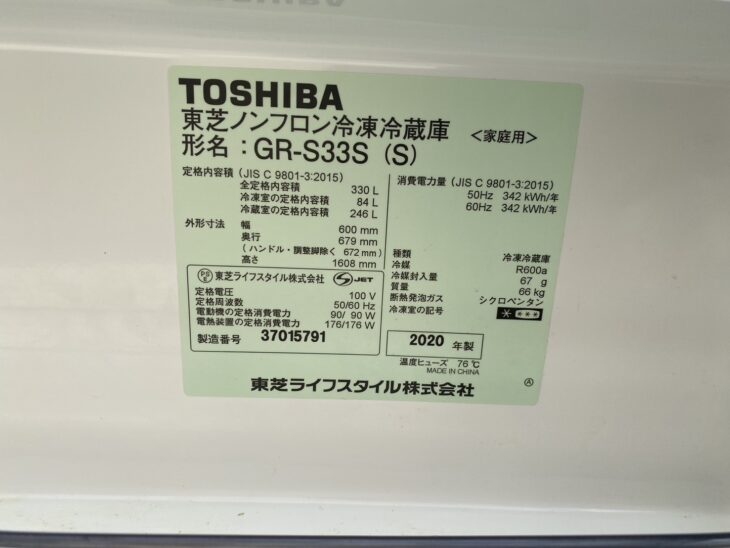 TOSHIBA
東芝ノンフロン冷凍冷蔵庫 <家庭用>
形名：GR-S33S (S)
定格内容積 (JIS C 9801-3:2015)
全定格内容積 330 L
冷凍室の定格内容積 84 L
冷蔵室の定格内容積 246 L
外形寸法 幅 600 mm
奥行 679 mm
(ハンドル・調整脚除く 672 mm)
高さ 1608 mm
PS E 東芝ライフスタイル株式会社 S JET
定格電圧 100 V
定格周波数 50/60 Hz
電動機の定格消費電力 90/ 90 W
電熱装置の定格消費電力 176/176 W
製造番号 37015791
消費電力量 (JIS C 9801-3:2015)
50Hz 342 kWh/年
60Hz 342 kWh/年
種類 冷凍冷蔵庫
冷媒 R600a
冷媒封入量 67 g
質量 66 kg
断熱発泡ガス シクロペンタン
冷凍室の記号 * ***
2020 年製
温度ヒューズ 76 ℃
MADE IN CHINA
東芝ライフスタイル株式会社 Ⓐ